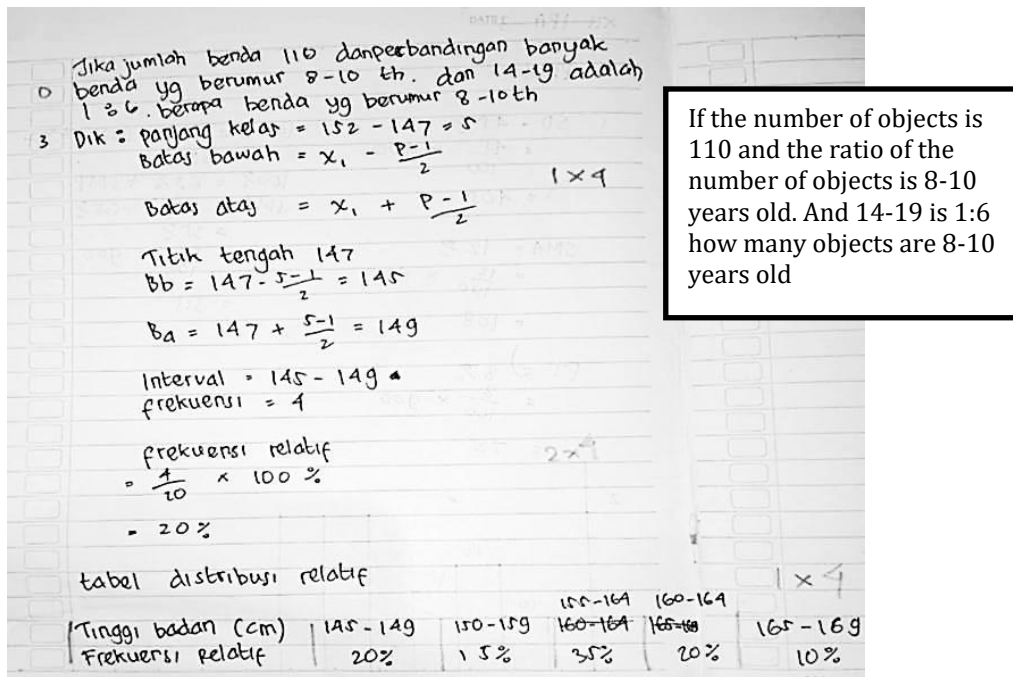 Jika jumlah benda 110 danperbandingan banyak
benda yg berumur 8-10 th. dan 14-19 adalah
1 : 6. berapa benda yg berumur 8-10th
3 Dik : panjang kelas = 152 - 147 = 5
Batas bawah = x₁ - P-1/2
1 x 4
Batas atas = x₁ + P-1/2
Titik tengah 147
Bb = 147 - 5-1/2 = 145
Ba = 147 + 5-1/2 = 149
Interval = 145 - 149
frekuensi = 4
frekuensi relatif
2 x 4
= 4/20 x 100 %
= 20%
tabel distribusi relatif
1 x 4
155-164 160-164
Tinggi badan (cm) 145 - 149 150-159 160-164 165-169
Frekuensi Relatif 20% 15% 35% 20% 10%
If the number of objects is
110 and the ratio of the
number of objects is 8-10
years old. And 14-19 is 1:6
how many objects are 8-10
years old